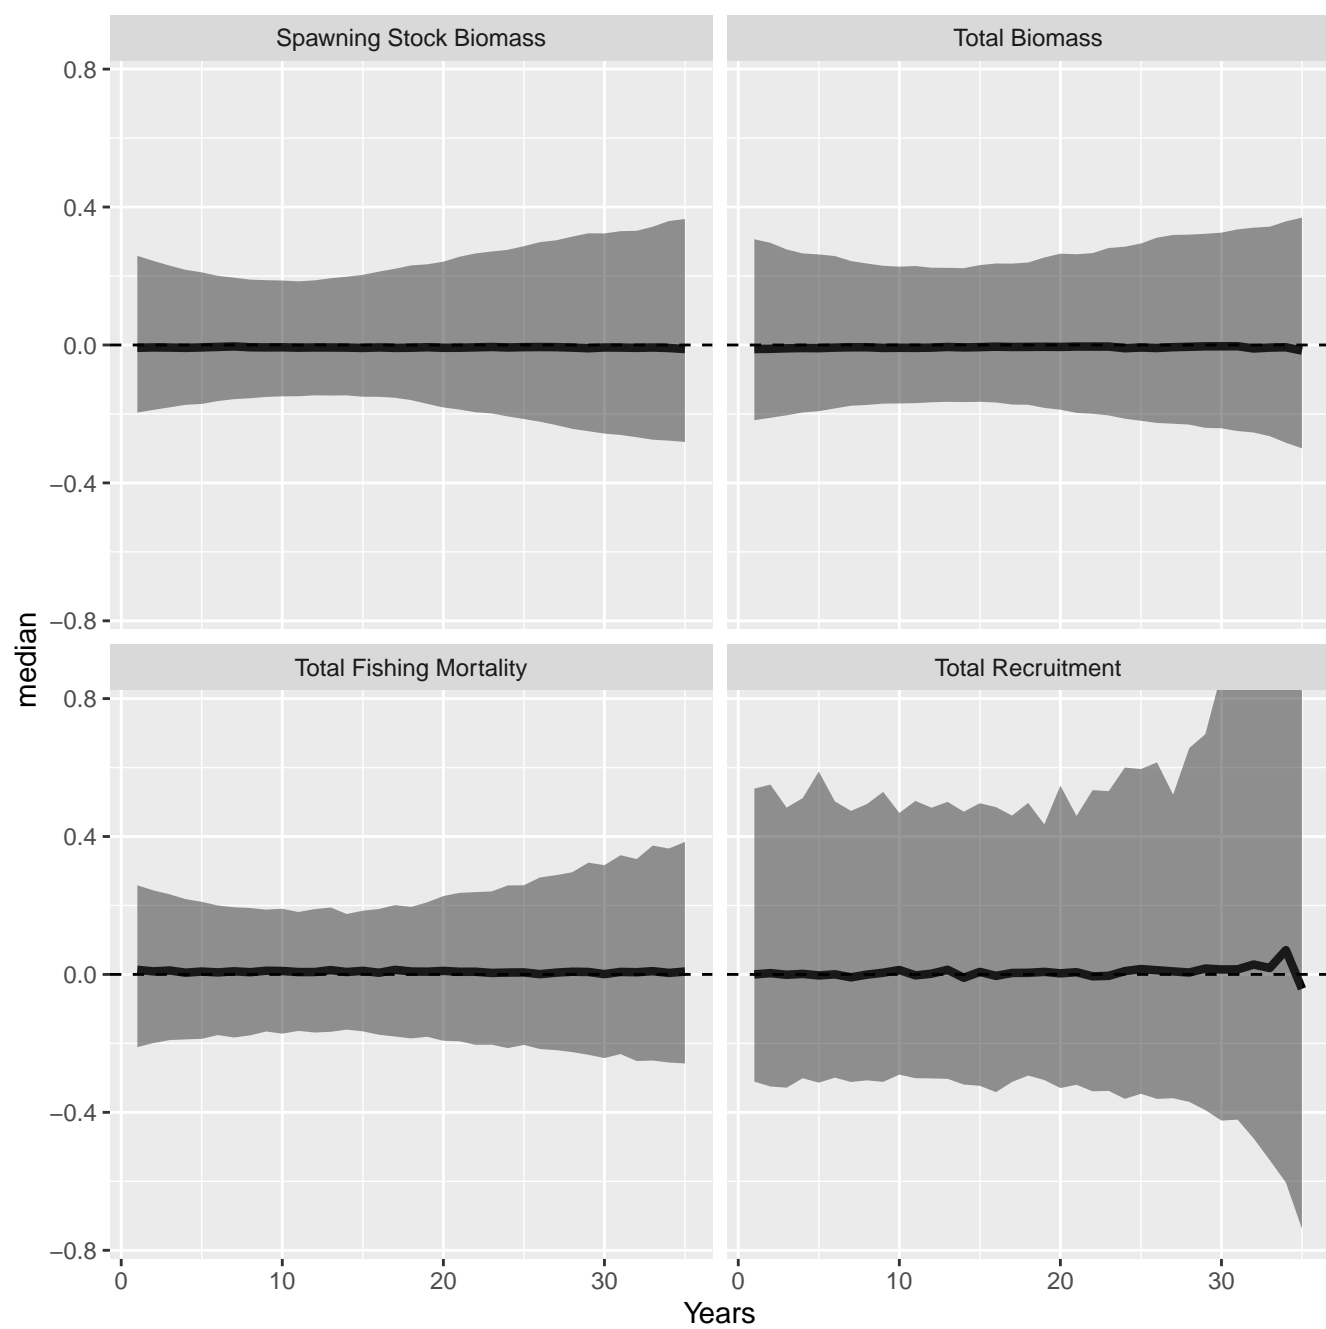 Spawning Stock Biomass
Total Biomass
0.8
0.4
0.0
−0.4
−0.8
median
Total Fishing Mortality
Total Recruitment
0.8
0.4
0.0
−0.4
−0.8
0 10 20 30
0 10 20 30
Years